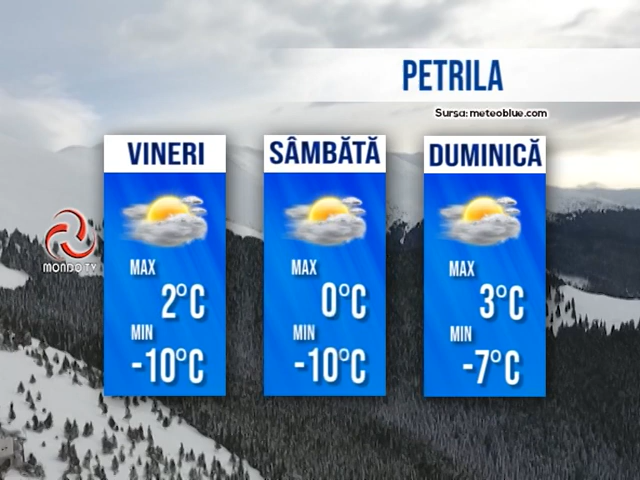 PETRILA
Sursa: meteoblue.com
VINERI
MAX
2°C
MIN
-10°C
SÂMBĂTĂ
MAX
0°C
MIN
-10°C
DUMINICĂ
MAX
3°C
MIN
-7°C
MONDO TV